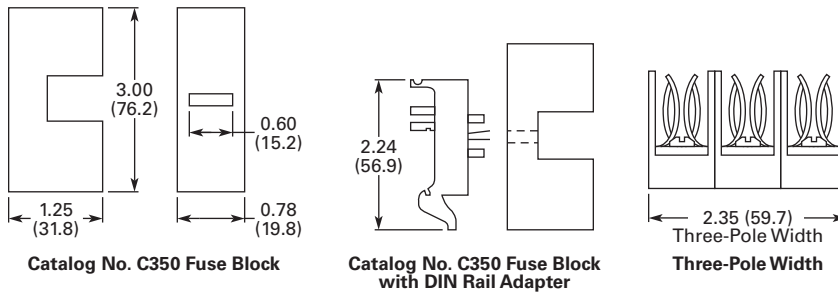 3.00
(76.2)
0.60
(15.2)
1.25
(31.8)
0.78
(19.8)
Catalog No. C350 Fuse Block
2.24
(56.9)
Catalog No. C350 Fuse Block
with DIN Rail Adapter
2.35 (59.7)
Three-Pole Width
Three-Pole Width